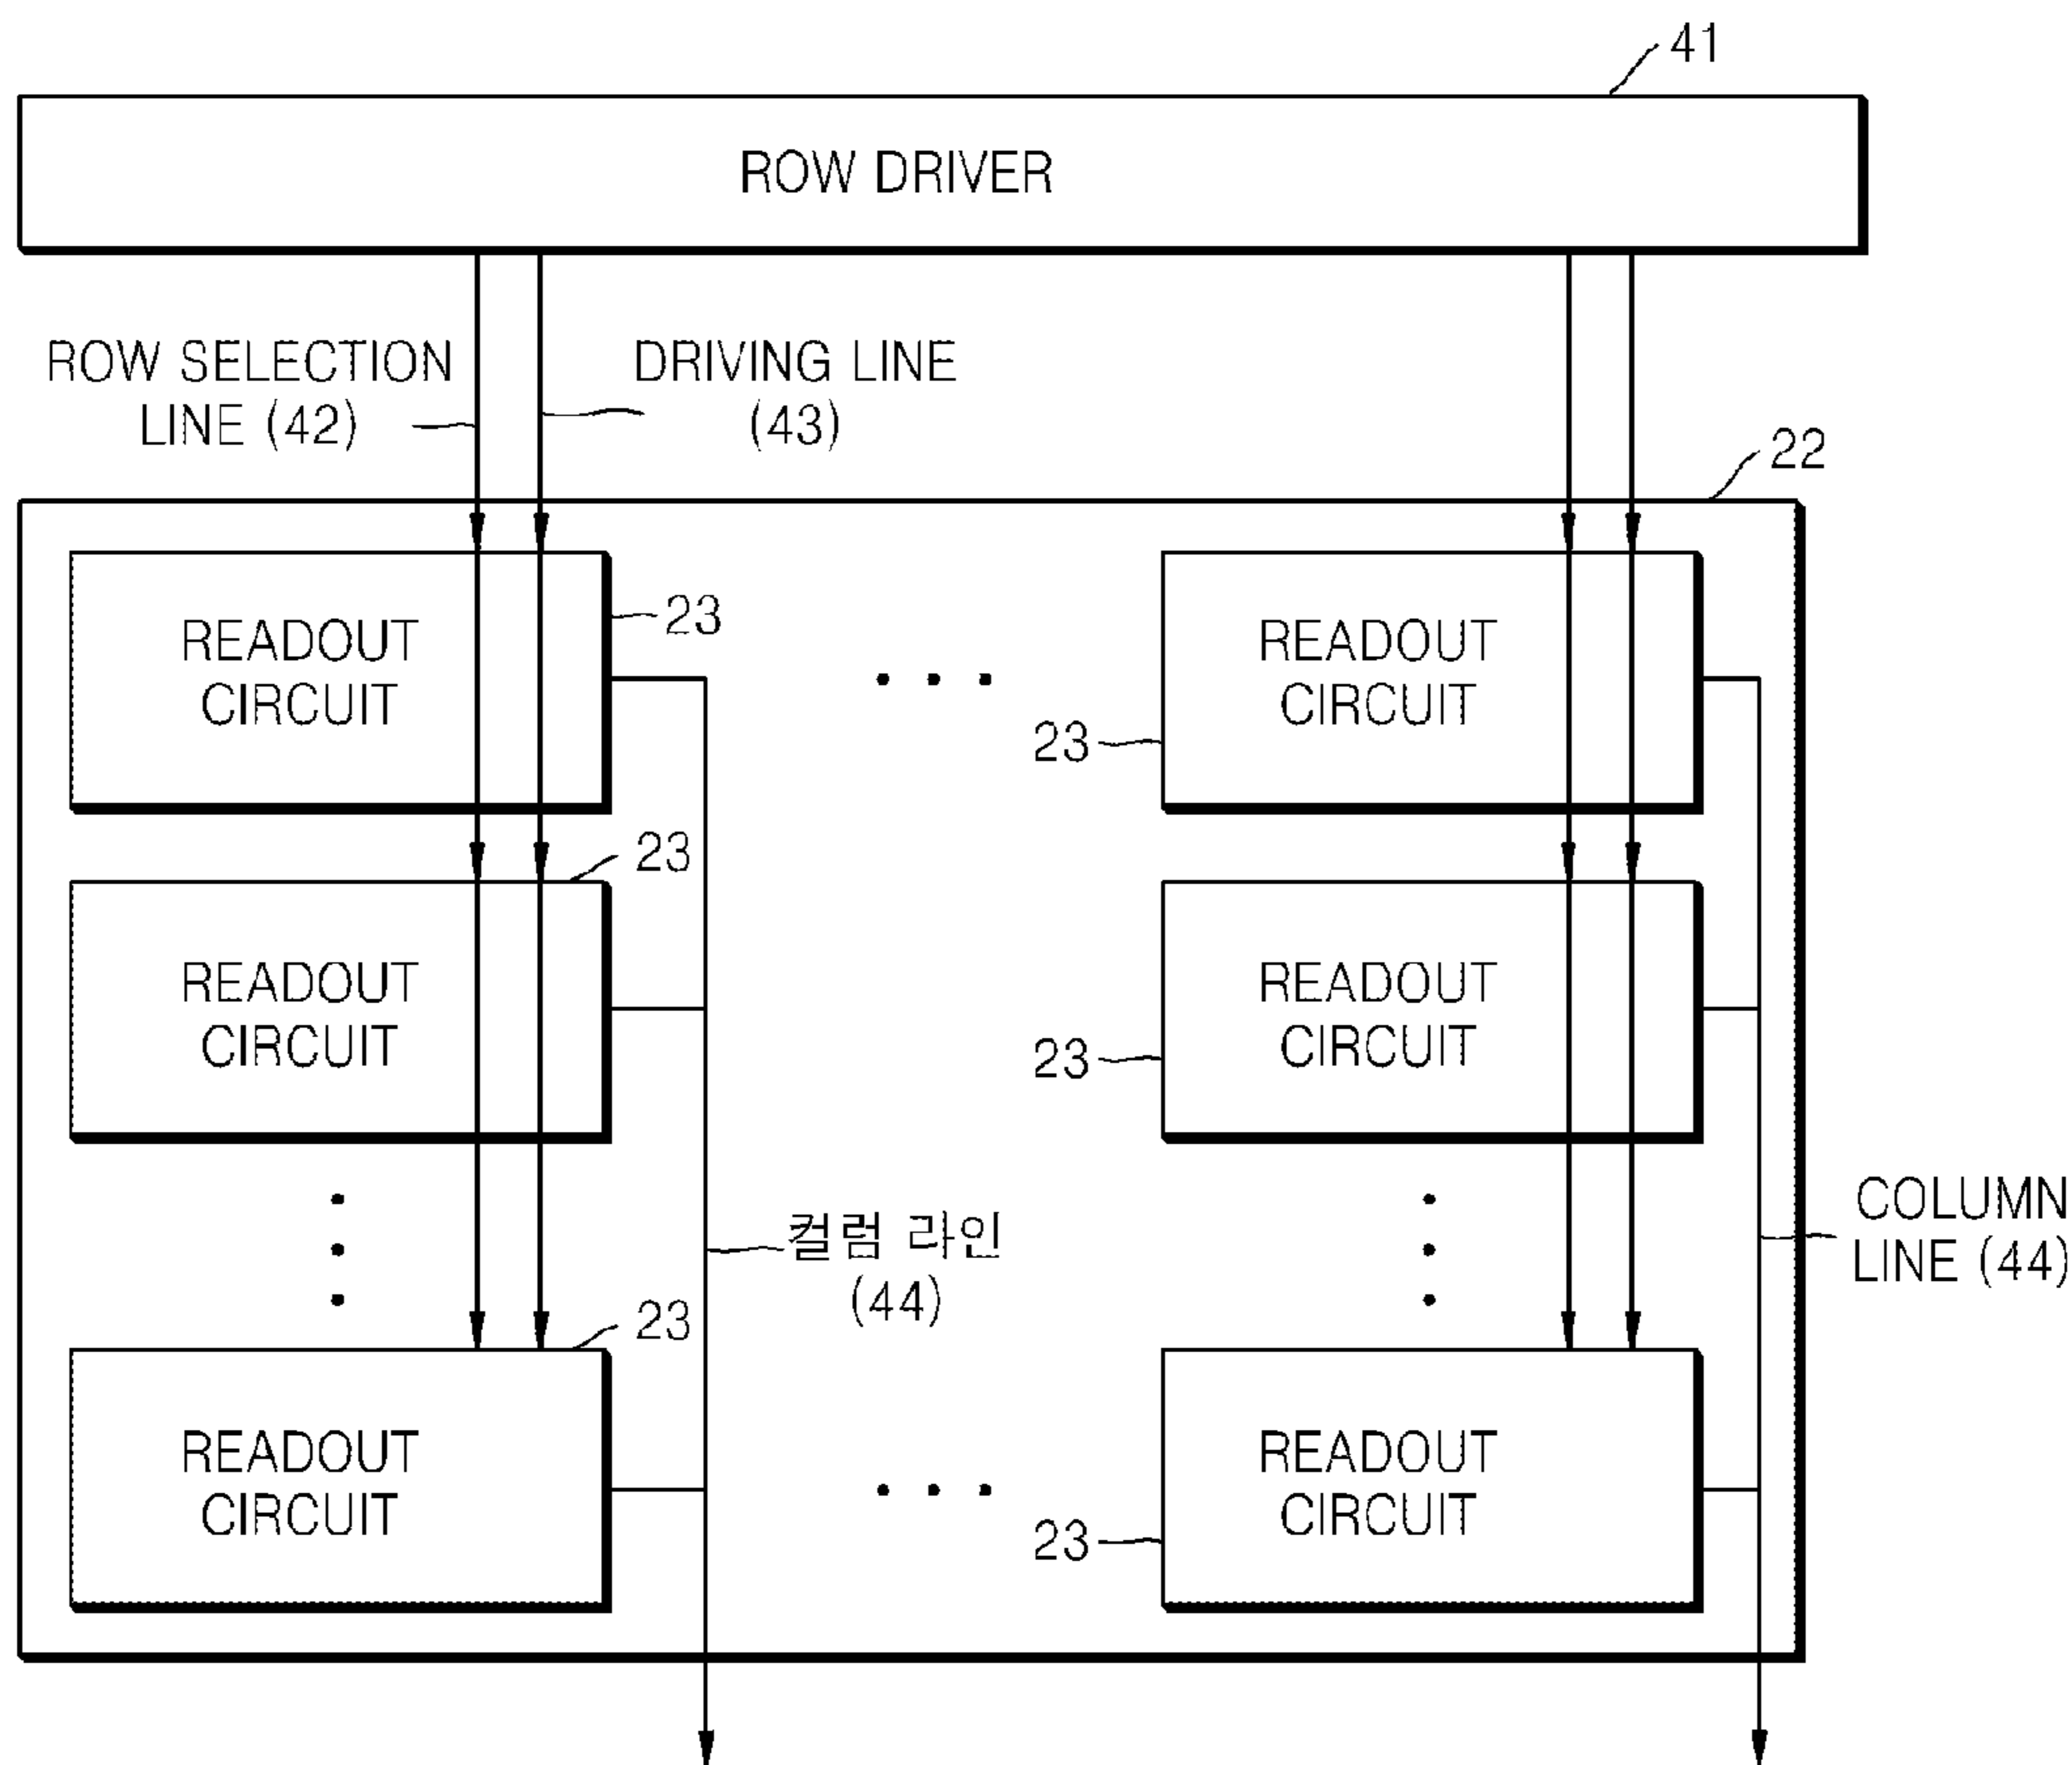 41
ROW DRIVER
ROW SELECTION
LINE (42)
DRIVING LINE
(43)
22
READOUT
CIRCUIT
23
READOUT
CIRCUIT
23
READOUT
CIRCUIT
23
READOUT
CIRCUIT
23
컬럼 라인
(44)
COLUMN
LINE (44)
READOUT
CIRCUIT
23
READOUT
CIRCUIT
23